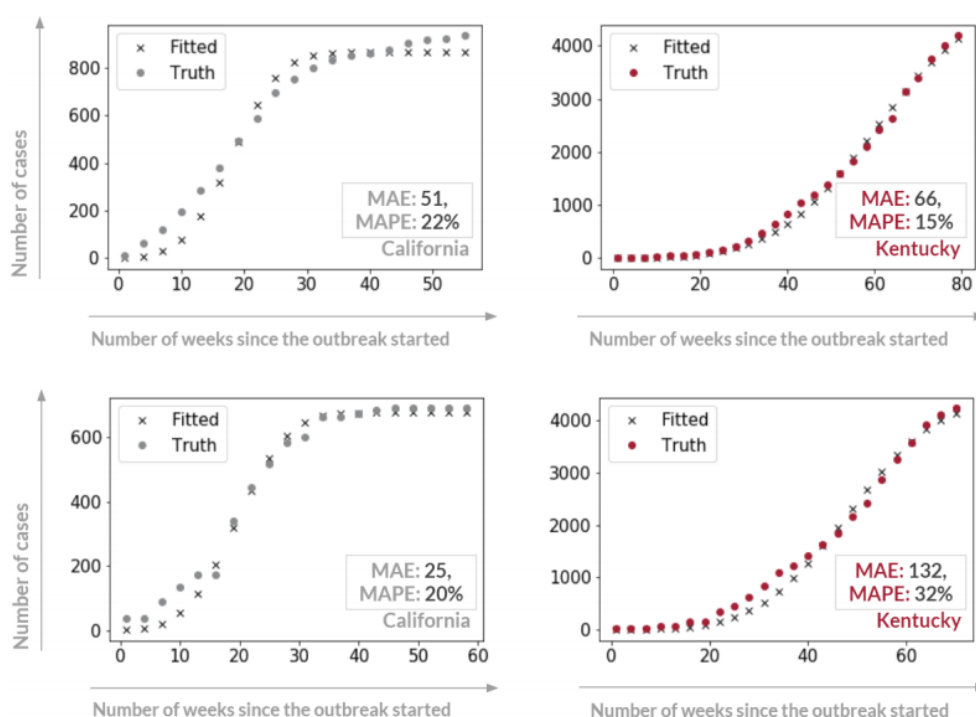 × Fitted
Truth
Number of cases
800
600
400
200
0
MAE: 51,
MAPE: 22%
California
0 10 20 30 40 50
Number of weeks since the outbreak started
× Fitted
Truth
4000
3000
2000
1000
0
MAE: 66,
MAPE: 15%
Kentucky
0 20 40 60 80
Number of weeks since the outbreak started
× Fitted
Truth
Number of cases
600
400
200
0
MAE: 25,
MAPE: 20%
California
0 10 20 30 40 50 60
Number of weeks since the outbreak started
× Fitted
Truth
4000
3000
2000
1000
0
MAE: 132,
MAPE: 32%
Kentucky
0 20 40 60
Number of weeks since the outbreak started